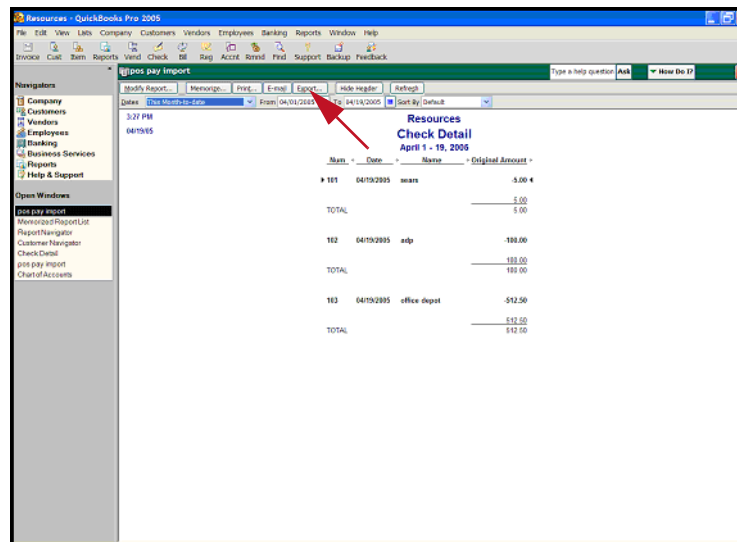 Resources - QuickBooks Pro 2005
File Edit View Lists Company Customers Vendors Employees Banking Reports Window Help
Invoice Cust Item Reports Vend Check Bill Reg Accnt Rmnd Find Support Backup Feedback
pos pay import
Type a help question Ask How Do I?
Navigators
Modify Report... Memorize... Print... E-mail Export... Hide Header Refresh
Dates This Month-to-date From 04/01/2005 To 04/19/2005 Sort By Default
Company
Customers
Vendors
Employees
Banking
Business Services
Reports
Help & Support
Open Windows
pos pay import
Memorized Report List
Report Navigator
Customer Navigator
Check Detail
pos pay import
Chart of Accounts
3:27 PM
04/19/05
Resources
Check Detail
April 1 - 19, 2005
Num Date Name Original Amount
101 04/19/2005 sears -5.00
5.00
TOTAL 5.00
102 04/19/2005 adp -100.00
100.00
TOTAL 100.00
103 04/19/2005 office depot -512.50
512.50
TOTAL 512.50